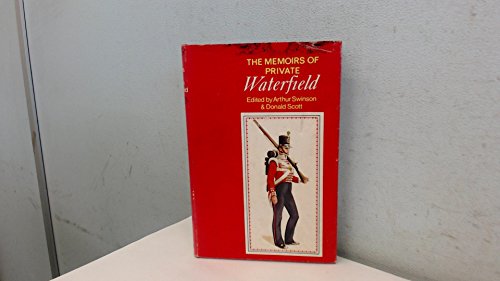 THE MEMOIRS OF
PRIVATE
Waterfield
Edited by Arthur Swinson
& Donald Scott